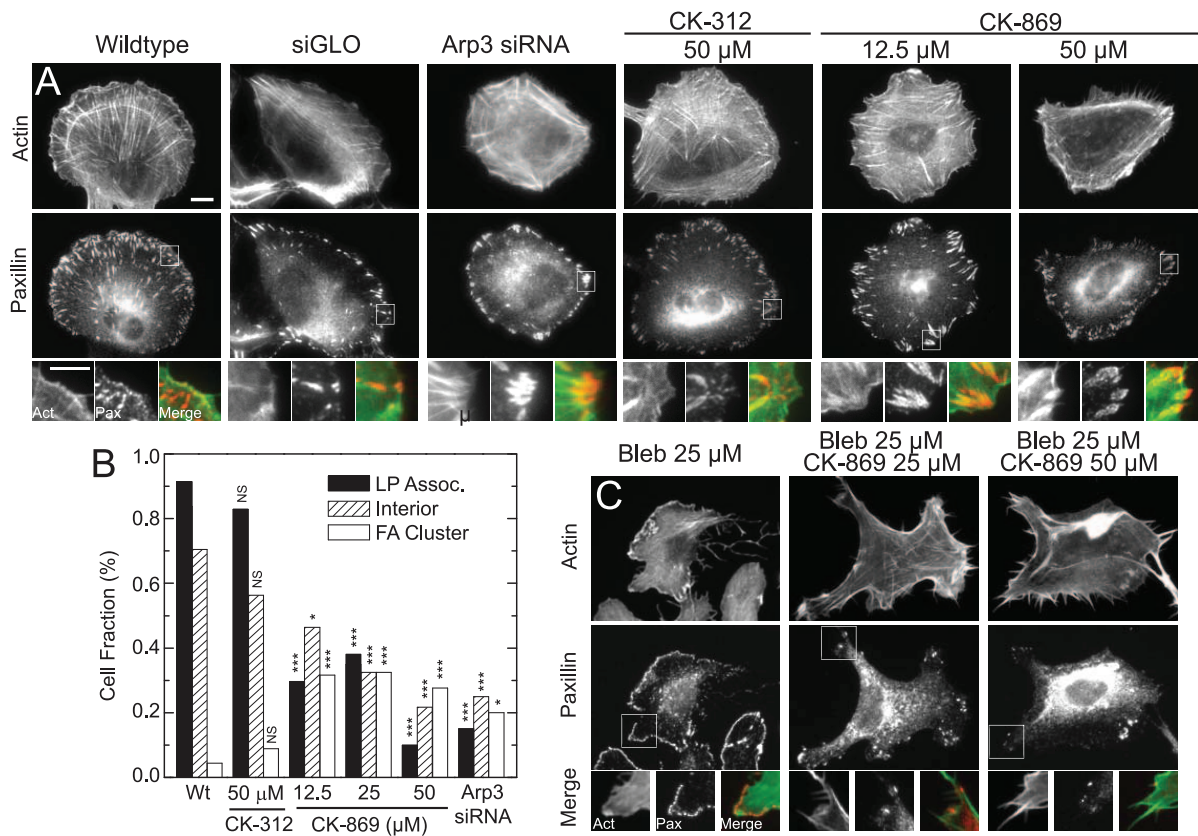 CK-312
CK-869
Wildtype
siGLO
Arp3 siRNA
50 µM
12.5 µM
50 µM
A
Actin
Paxillin
Act
Pax
Merge
µ
B
1.0
0.8
0.6
0.4
0.2
0.0
Cell Fraction (%)
LP Assoc.
Interior
FA Cluster
NS
NS
NS
***
*
***
***
***
***
***
***
***
***
***
*
Wt
50 µM
12.5
25
50
Arp3
siRNA
CK-312
CK-869 (µM)
C
Bleb 25 µM
Bleb 25 µM
CK-869 25 µM
Bleb 25 µM
CK-869 50 µM
Actin
Paxillin
Merge
Act
Pax
Merge